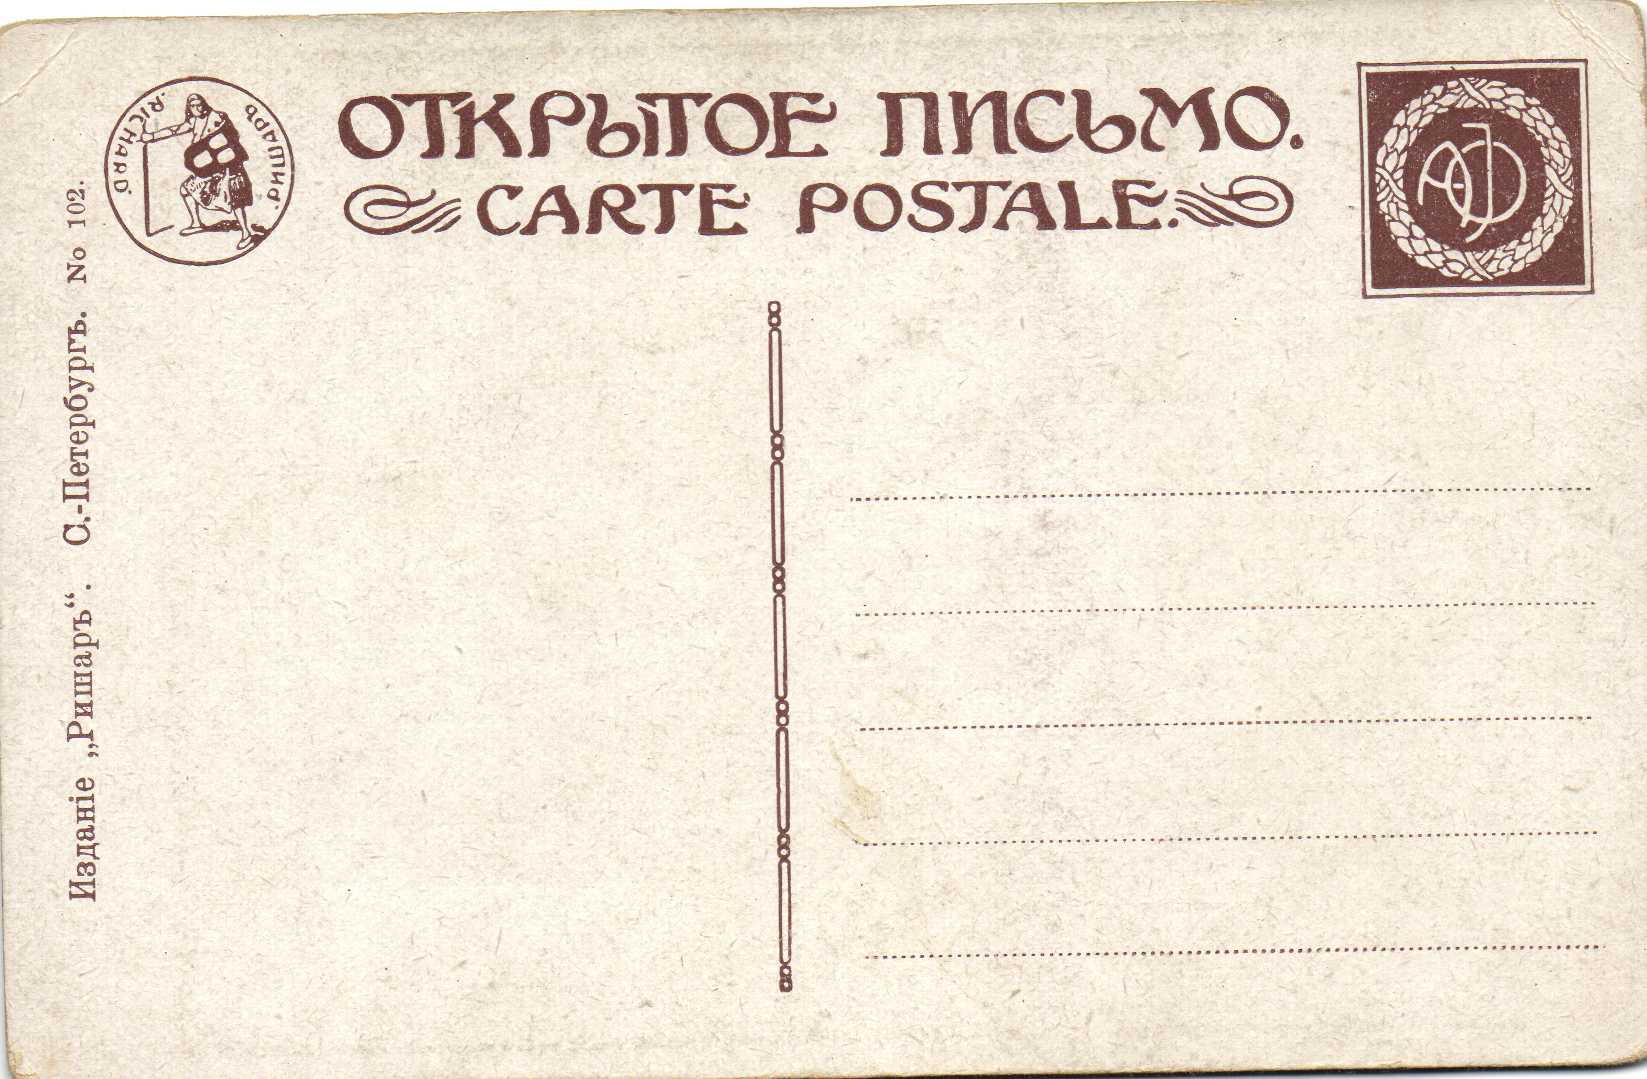 ОТКРЫТОЕ ПИСЬМО.
CARTE POSTALE.
RICHARD. РИШАРЪ
Изданіе „Ришаръ“. С.-Петербургъ. No 102.